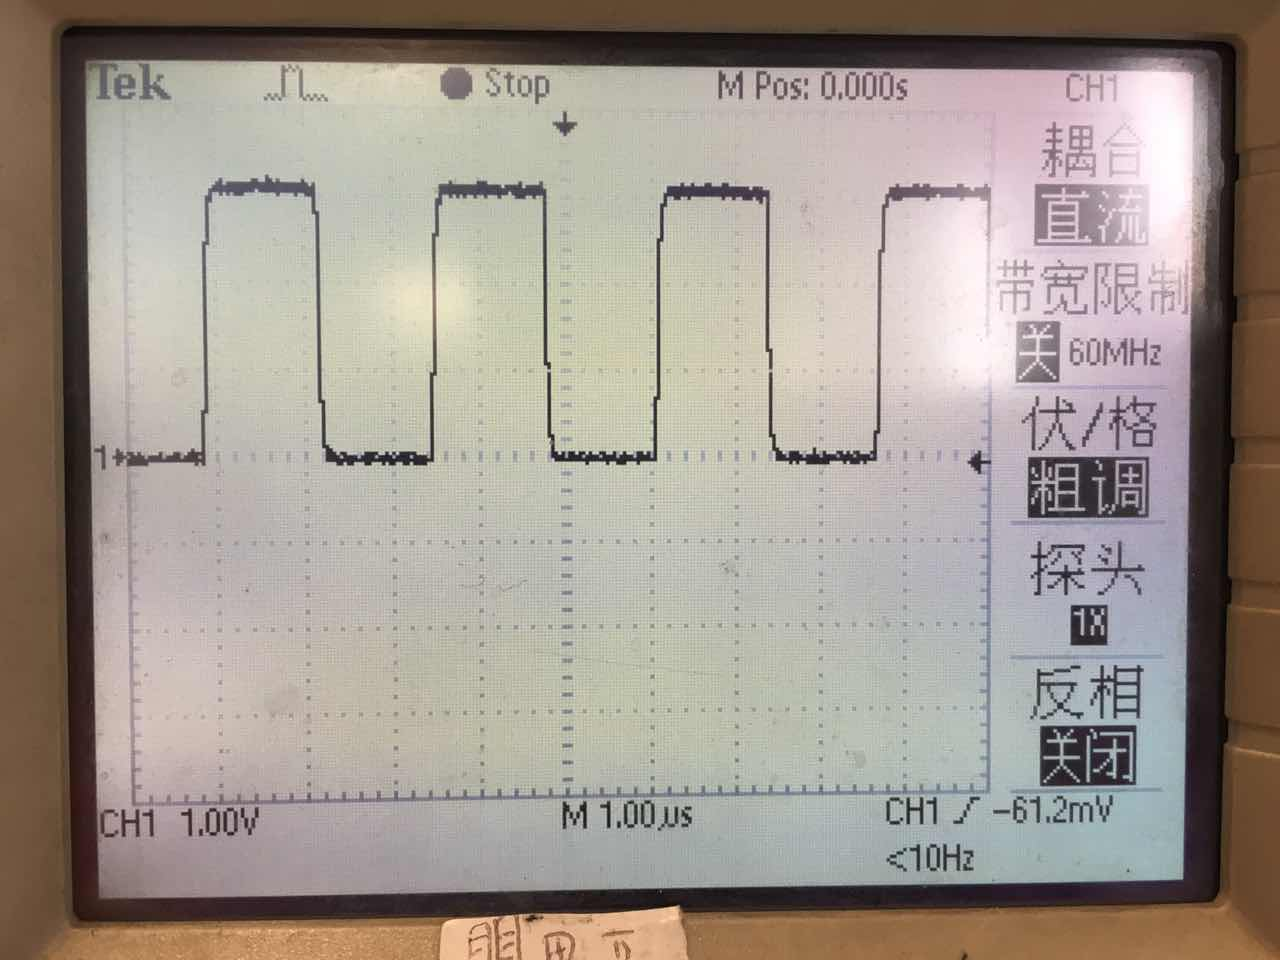 Tek Stop M Pos: 0.000s CH1
耦合
直流
带宽限制
关 60MHz
伏/格
粗调
探头
1X
反相
关闭
1
CH1 1.00V M 1.00µs CH1 -61.2mV
<10Hz